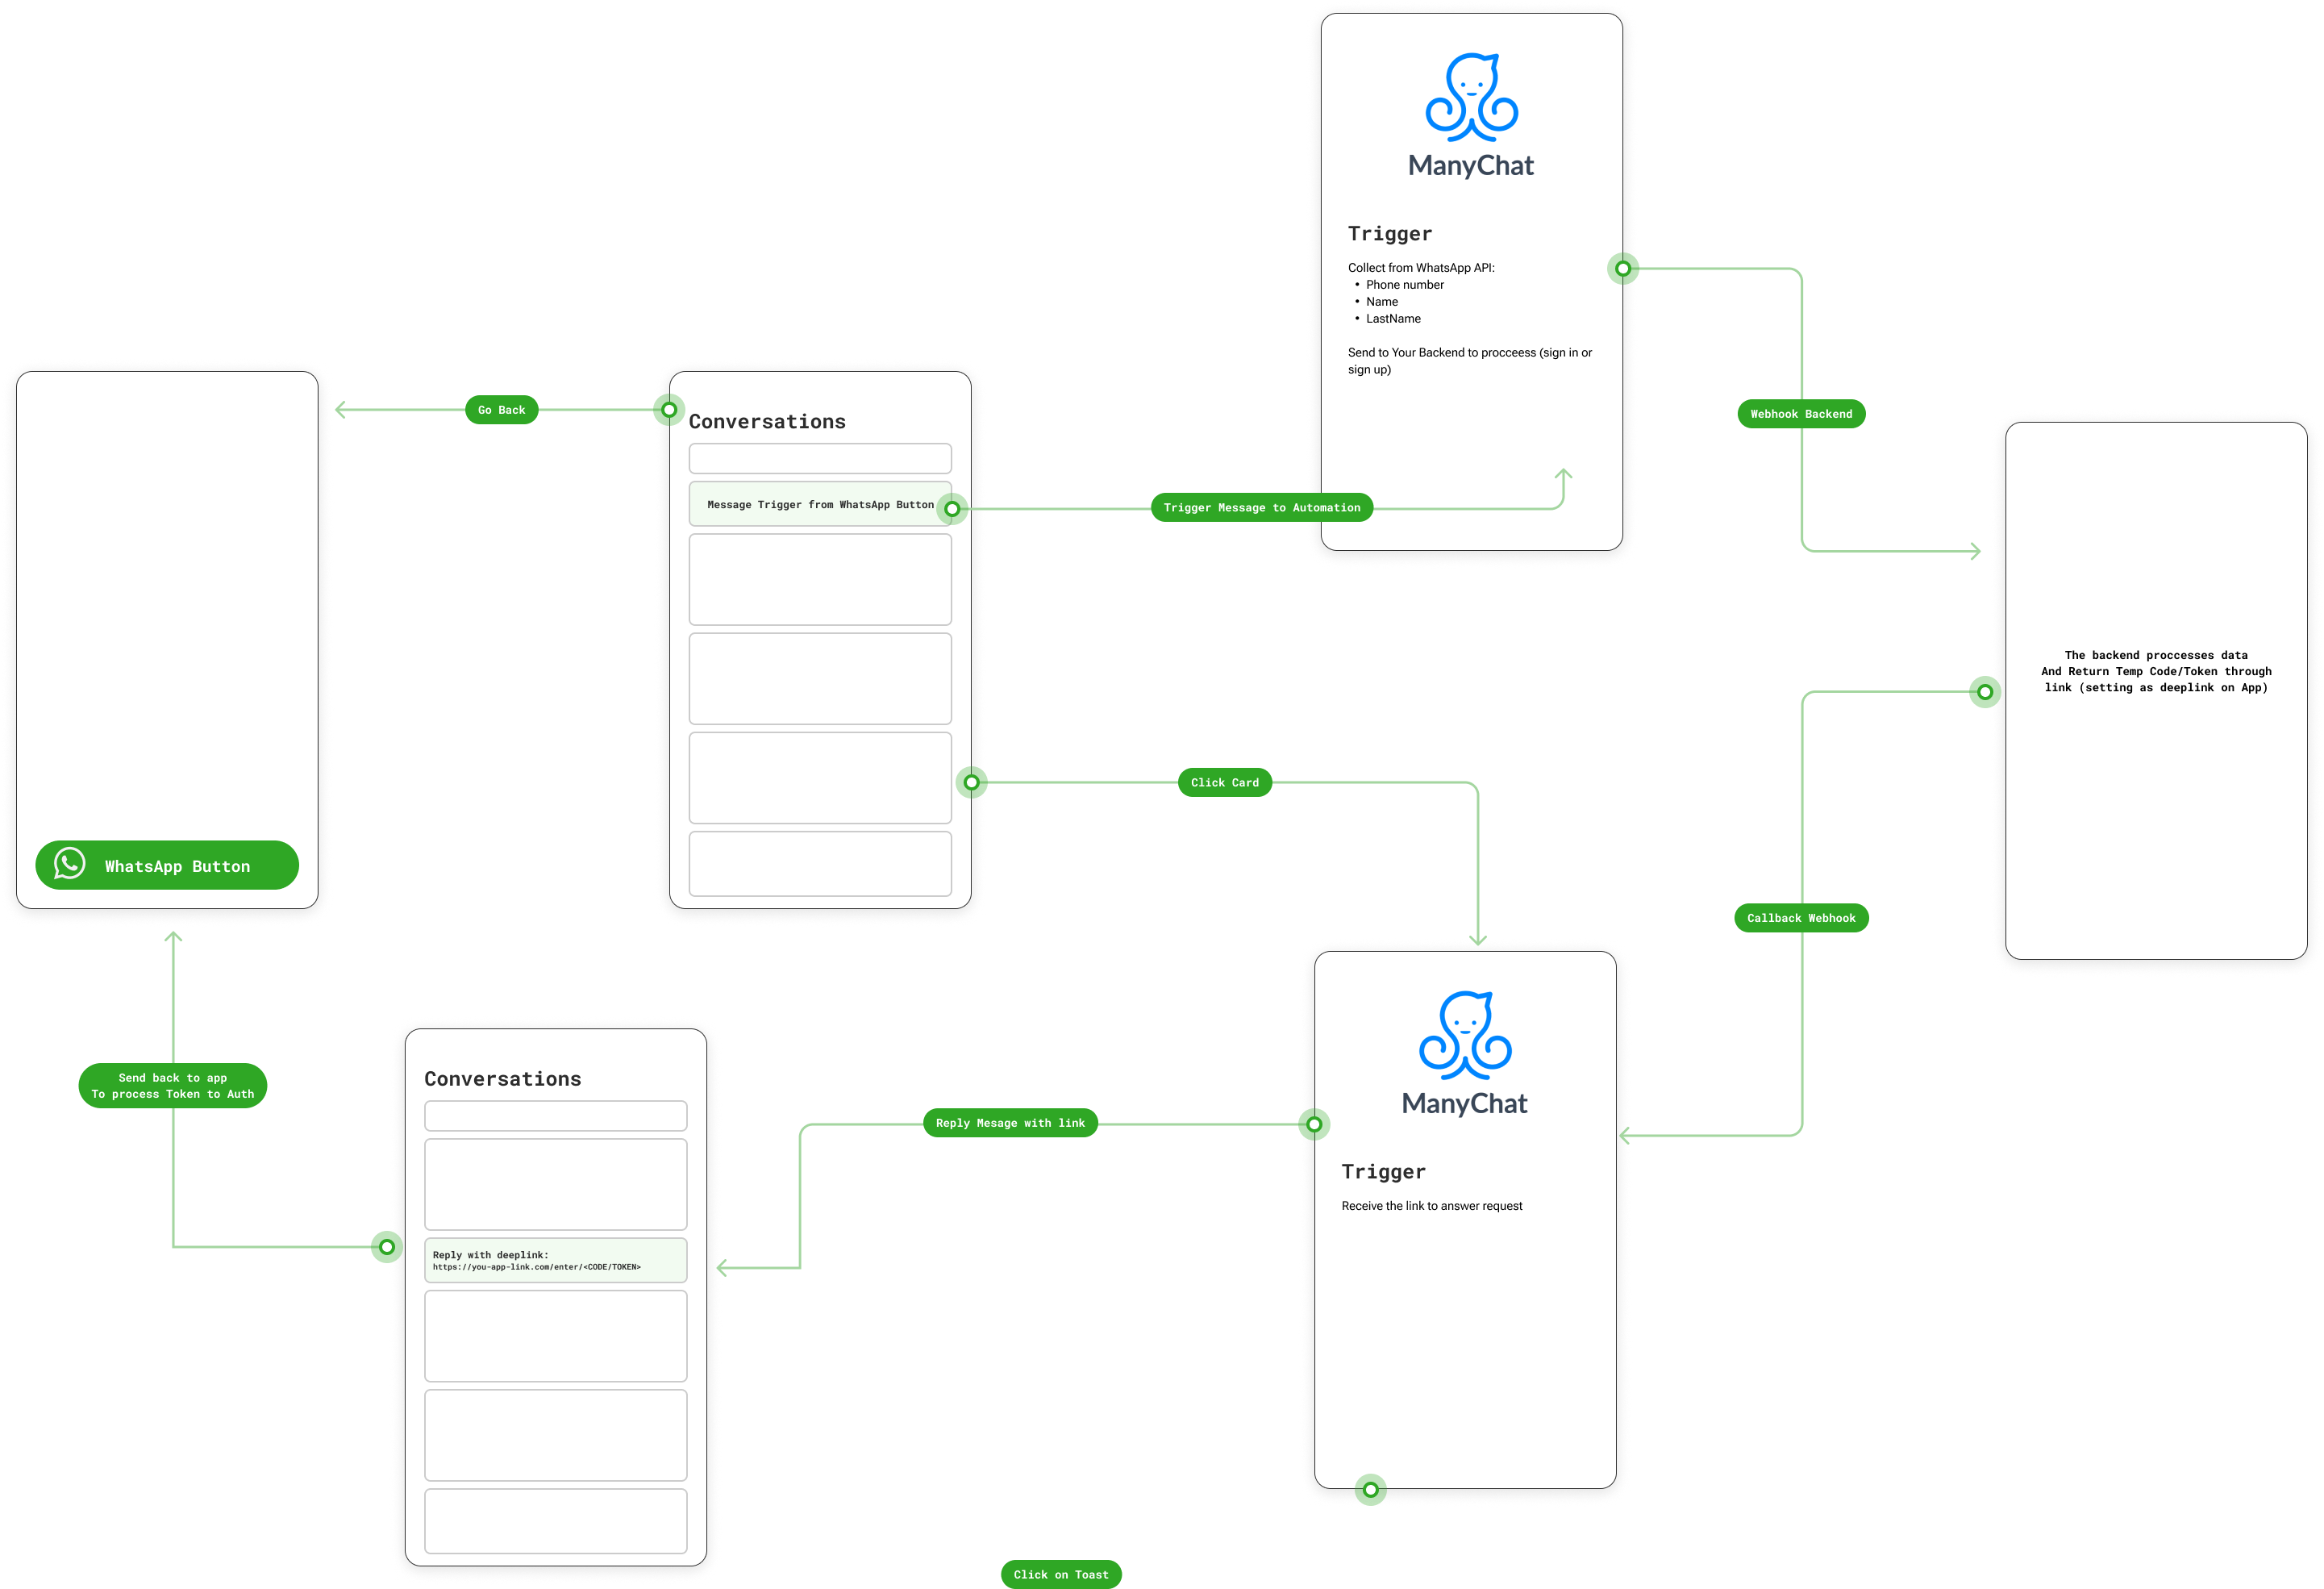 ManyChat
Trigger
Collect from WhatsApp API:
• Phone number
• Name
• LastName
Send to Your Backend to procceess (sign in or
sign up)
Go Back
Conversations
Message Trigger from WhatsApp Button
Trigger Message to Automation
Webhook Backend
The backend proccesses data
And Return Temp Code/Token through
link (setting as deeplink on App)
Click Card
WhatsApp Button
Callback Webhook
ManyChat
Trigger
Receive the link to answer request
Reply Mesage with link
Conversations
Reply with deeplink:
https://you-app-link.com/enter/<CODE/TOKEN>
Send back to app
To process Token to Auth
Click on Toast